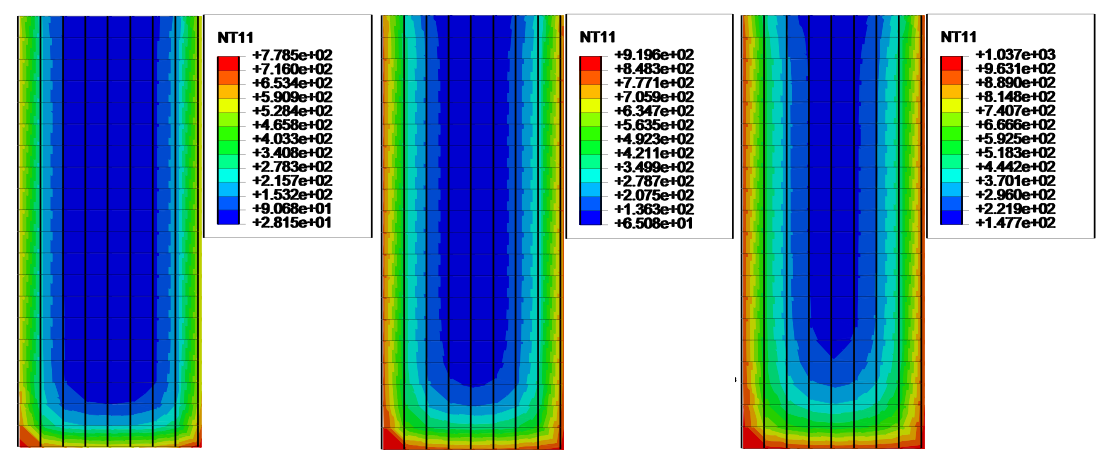 NT11
+7.785e+02
+7.160e+02
+6.534e+02
+5.909e+02
+5.284e+02
+4.658e+02
+4.033e+02
+3.408e+02
+2.783e+02
+2.157e+02
+1.532e+02
+9.068e+01
+2.815e+01
NT11
+9.196e+02
+8.483e+02
+7.771e+02
+7.059e+02
+6.347e+02
+5.635e+02
+4.923e+02
+4.211e+02
+3.499e+02
+2.787e+02
+2.075e+02
+1.363e+02
+6.508e+01
NT11
+1.037e+03
+9.631e+02
+8.890e+02
+8.148e+02
+7.407e+02
+6.666e+02
+5.925e+02
+5.183e+02
+4.442e+02
+3.701e+02
+2.960e+02
+2.219e+02
+1.477e+02